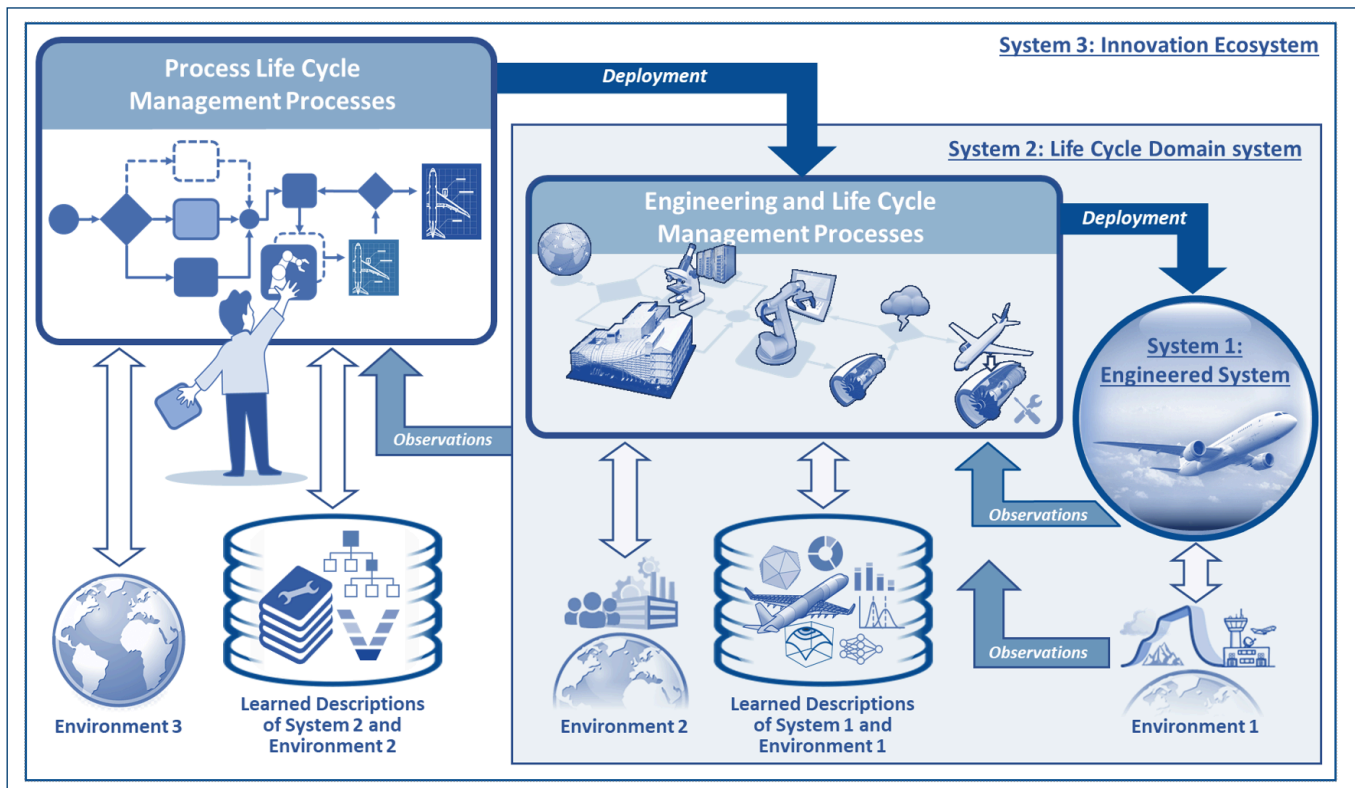 System 3: Innovation Ecosystem
Process Life Cycle
Management Processes
Deployment
System 2: Life Cycle Domain system
Engineering and Life Cycle
Management Processes
Deployment
System 1:
Engineered System
Observations
Observations
Observations
Environment 3
Learned Descriptions
of System 2 and
Environment 2
Environment 2
Learned Descriptions
of System 1 and
Environment 1
Environment 1